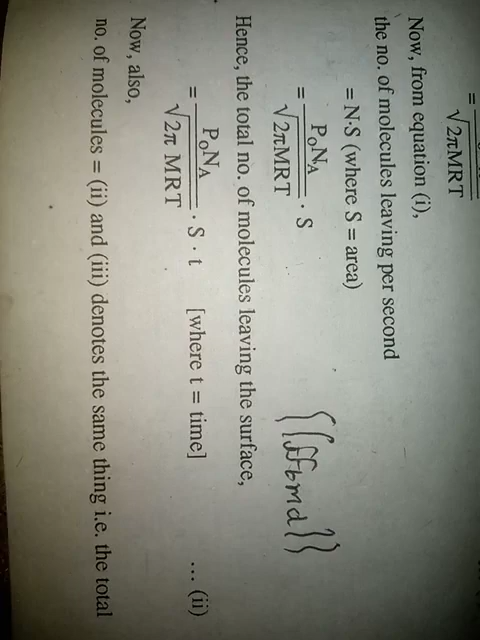 = / √2πMRT
Now, from equation (i),
the no. of molecules leaving per second
= N·S (where S = area)
= P₀N_A / √2πMRT · S
{{ffbmd}}
Hence, the total no. of molecules leaving the surface,
= P₀N_A / √2π MRT · S · t [where t = time] ... (ii)
Now, also,
no. of molecules = (ii) and (iii) denotes the same thing i.e. the total